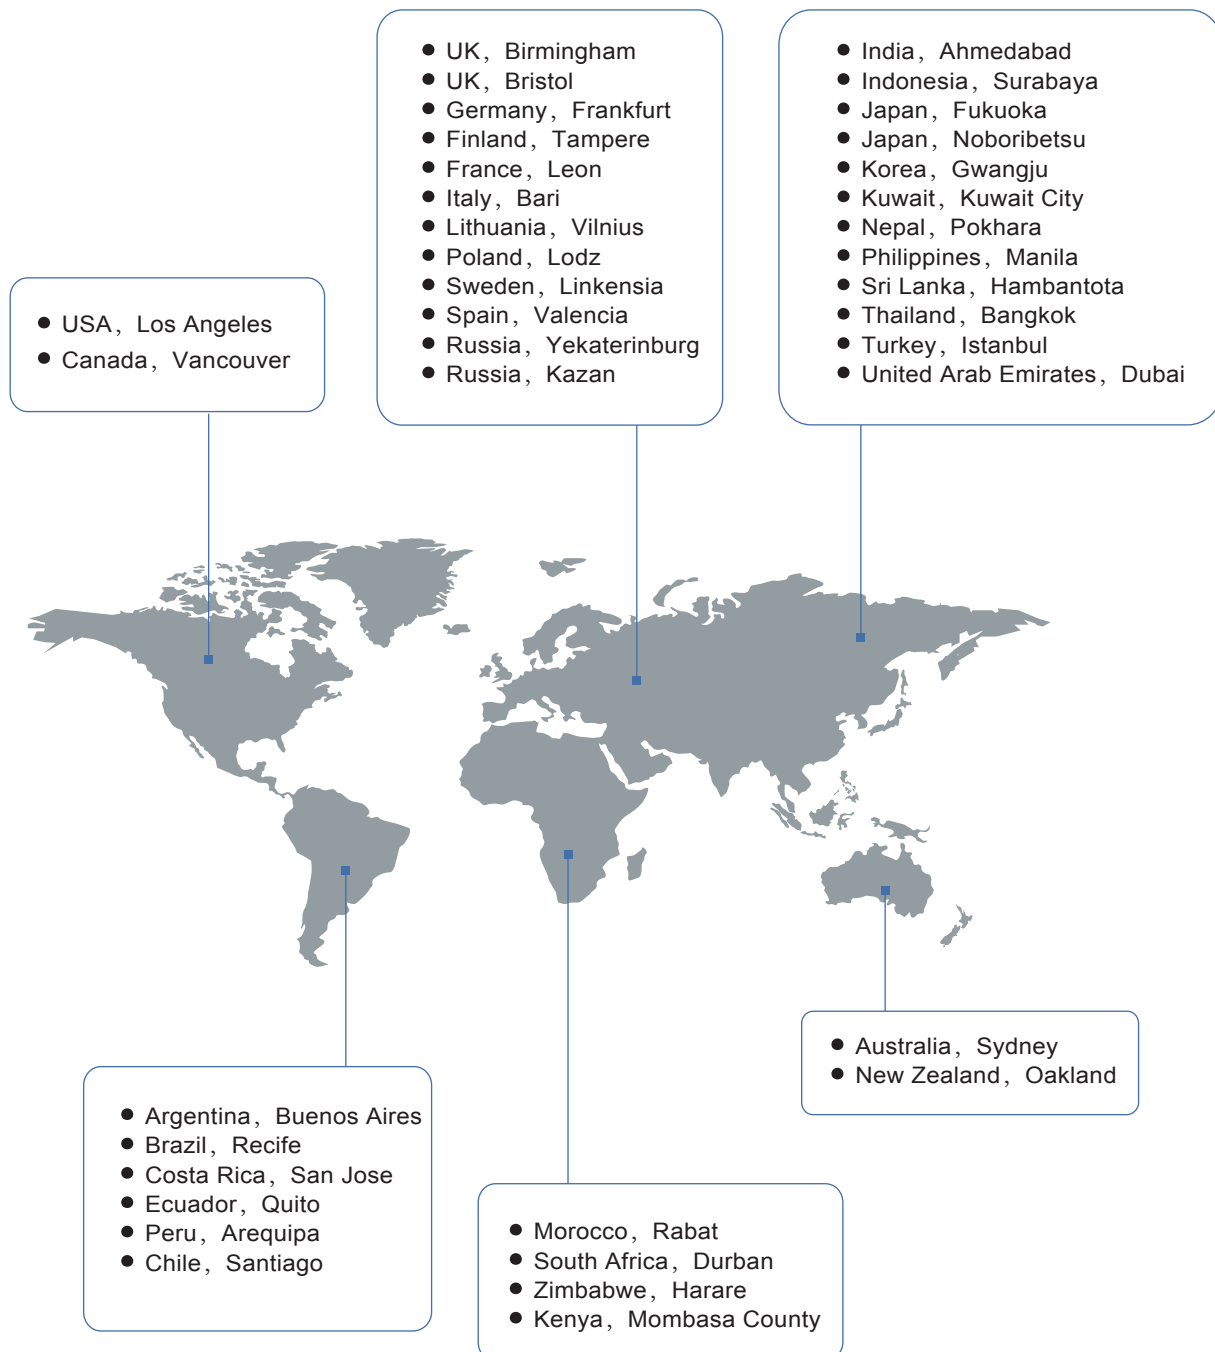 UK，Birmingham
UK，Bristol
Germany，Frankfurt
Finland，Tampere
France，Leon
Italy，Bari
Lithuania，Vilnius
Poland，Lodz
Sweden，Linkensia
Spain，Valencia
Russia，Yekaterinburg
Russia，Kazan
India，Ahmedabad
Indonesia，Surabaya
Japan，Fukuoka
Japan，Noboribetsu
Korea，Gwangju
Kuwait，Kuwait City
Nepal，Pokhara
Philippines，Manila
Sri Lanka，Hambantota
Thailand，Bangkok
Turkey，Istanbul
United Arab Emirates，Dubai
USA，Los Angeles
Canada，Vancouver
Australia，Sydney
New Zealand，Oakland
Argentina，Buenos Aires
Brazil，Recife
Costa Rica，San Jose
Ecuador，Quito
Peru，Arequipa
Chile，Santiago
Morocco，Rabat
South Africa，Durban
Zimbabwe，Harare
Kenya，Mombasa County